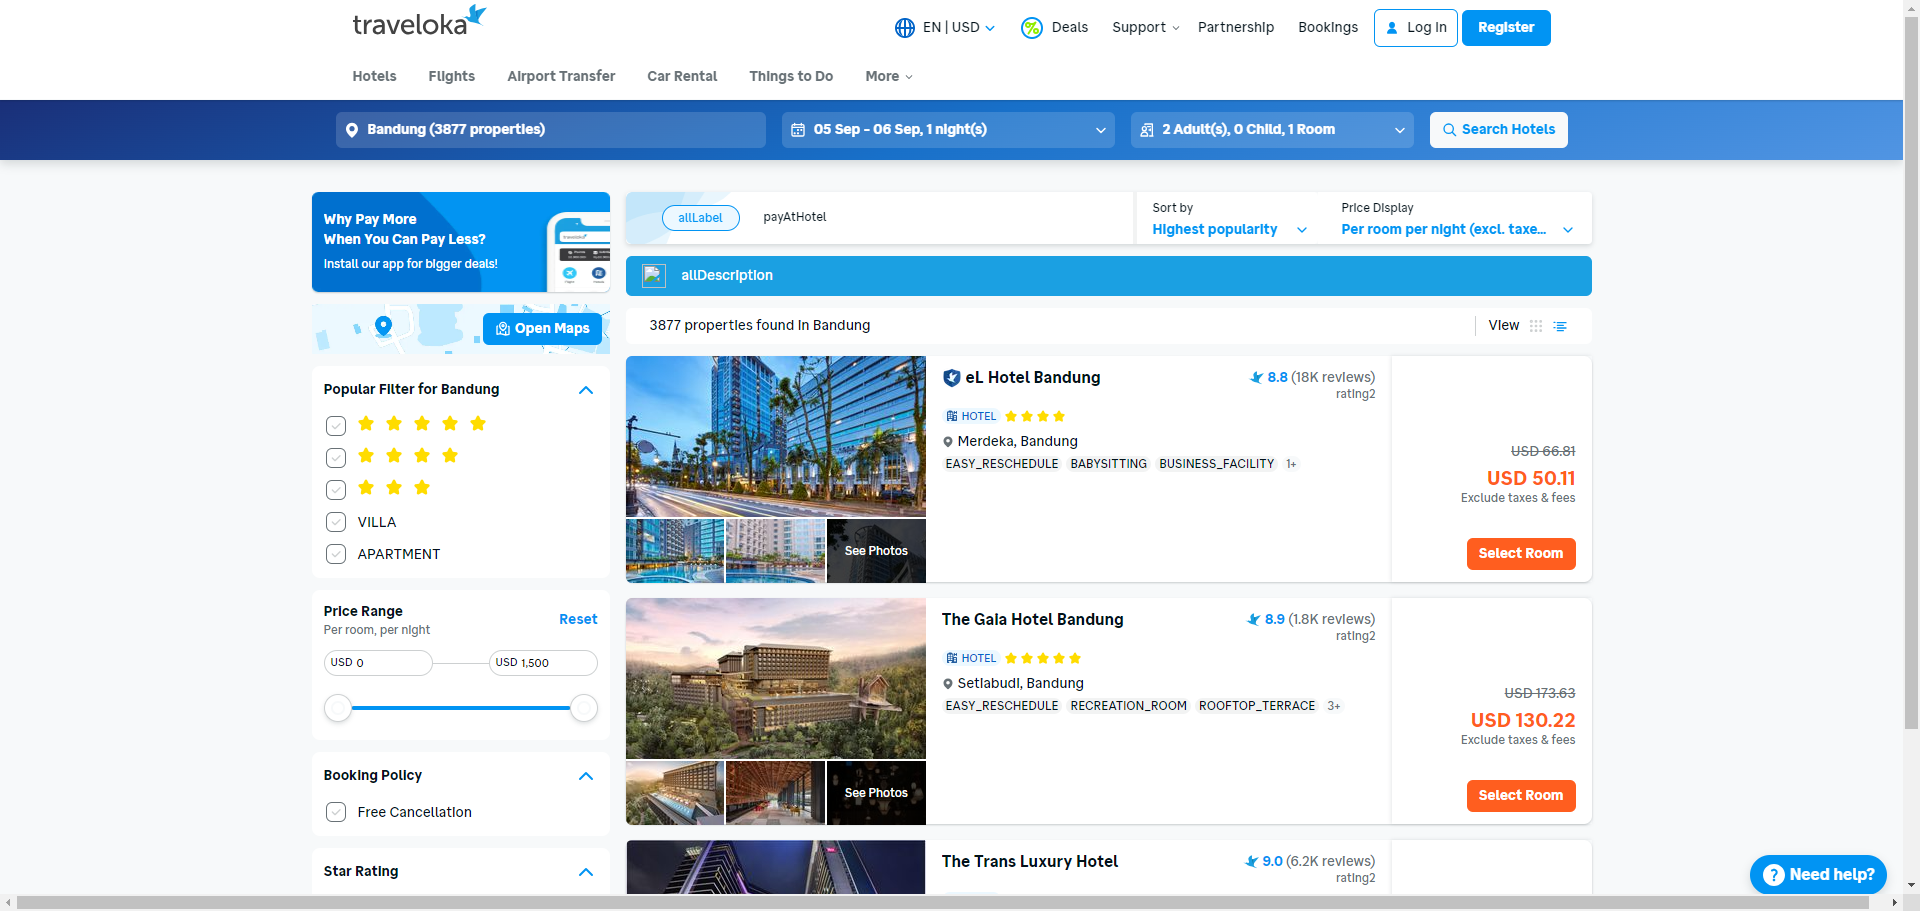 traveloka
EN | USD
Deals
Support
Partnership
Bookings
Log In
Register
Hotels
Flights
Airport Transfer
Car Rental
Things to Do
More
Bandung (3877 properties)
05 Sep - 06 Sep, 1 night(s)
2 Adult(s), 0 Child, 1 Room
Search Hotels
Why Pay More
When You Can Pay Less?
Install our app for bigger deals!
Open Maps
Popular Filter for Bandung
VILLA
APARTMENT
Price Range
Per room, per night
Reset
USD 0
USD 1,500
Booking Policy
Free Cancellation
Star Rating
allLabel
payAtHotel
Sort by
Highest popularity
Price Display
Per room per night (excl. taxe...
allDescription
3877 properties found in Bandung
View
eL Hotel Bandung
8.8 (18K reviews)
rating2
HOTEL
Merdeka, Bandung
EASY_RESCHEDULE BABYSITTING BUSINESS_FACILITY 1+
See Photos
USD 66.81
USD 50.11
Exclude taxes & fees
Select Room
The Gaia Hotel Bandung
8.9 (1.8K reviews)
rating2
HOTEL
Setiabudi, Bandung
EASY_RESCHEDULE RECREATION_ROOM ROOFTOP_TERRACE 3+
See Photos
USD 173.63
USD 130.22
Exclude taxes & fees
Select Room
The Trans Luxury Hotel
9.0 (6.2K reviews)
rating2
Need help?